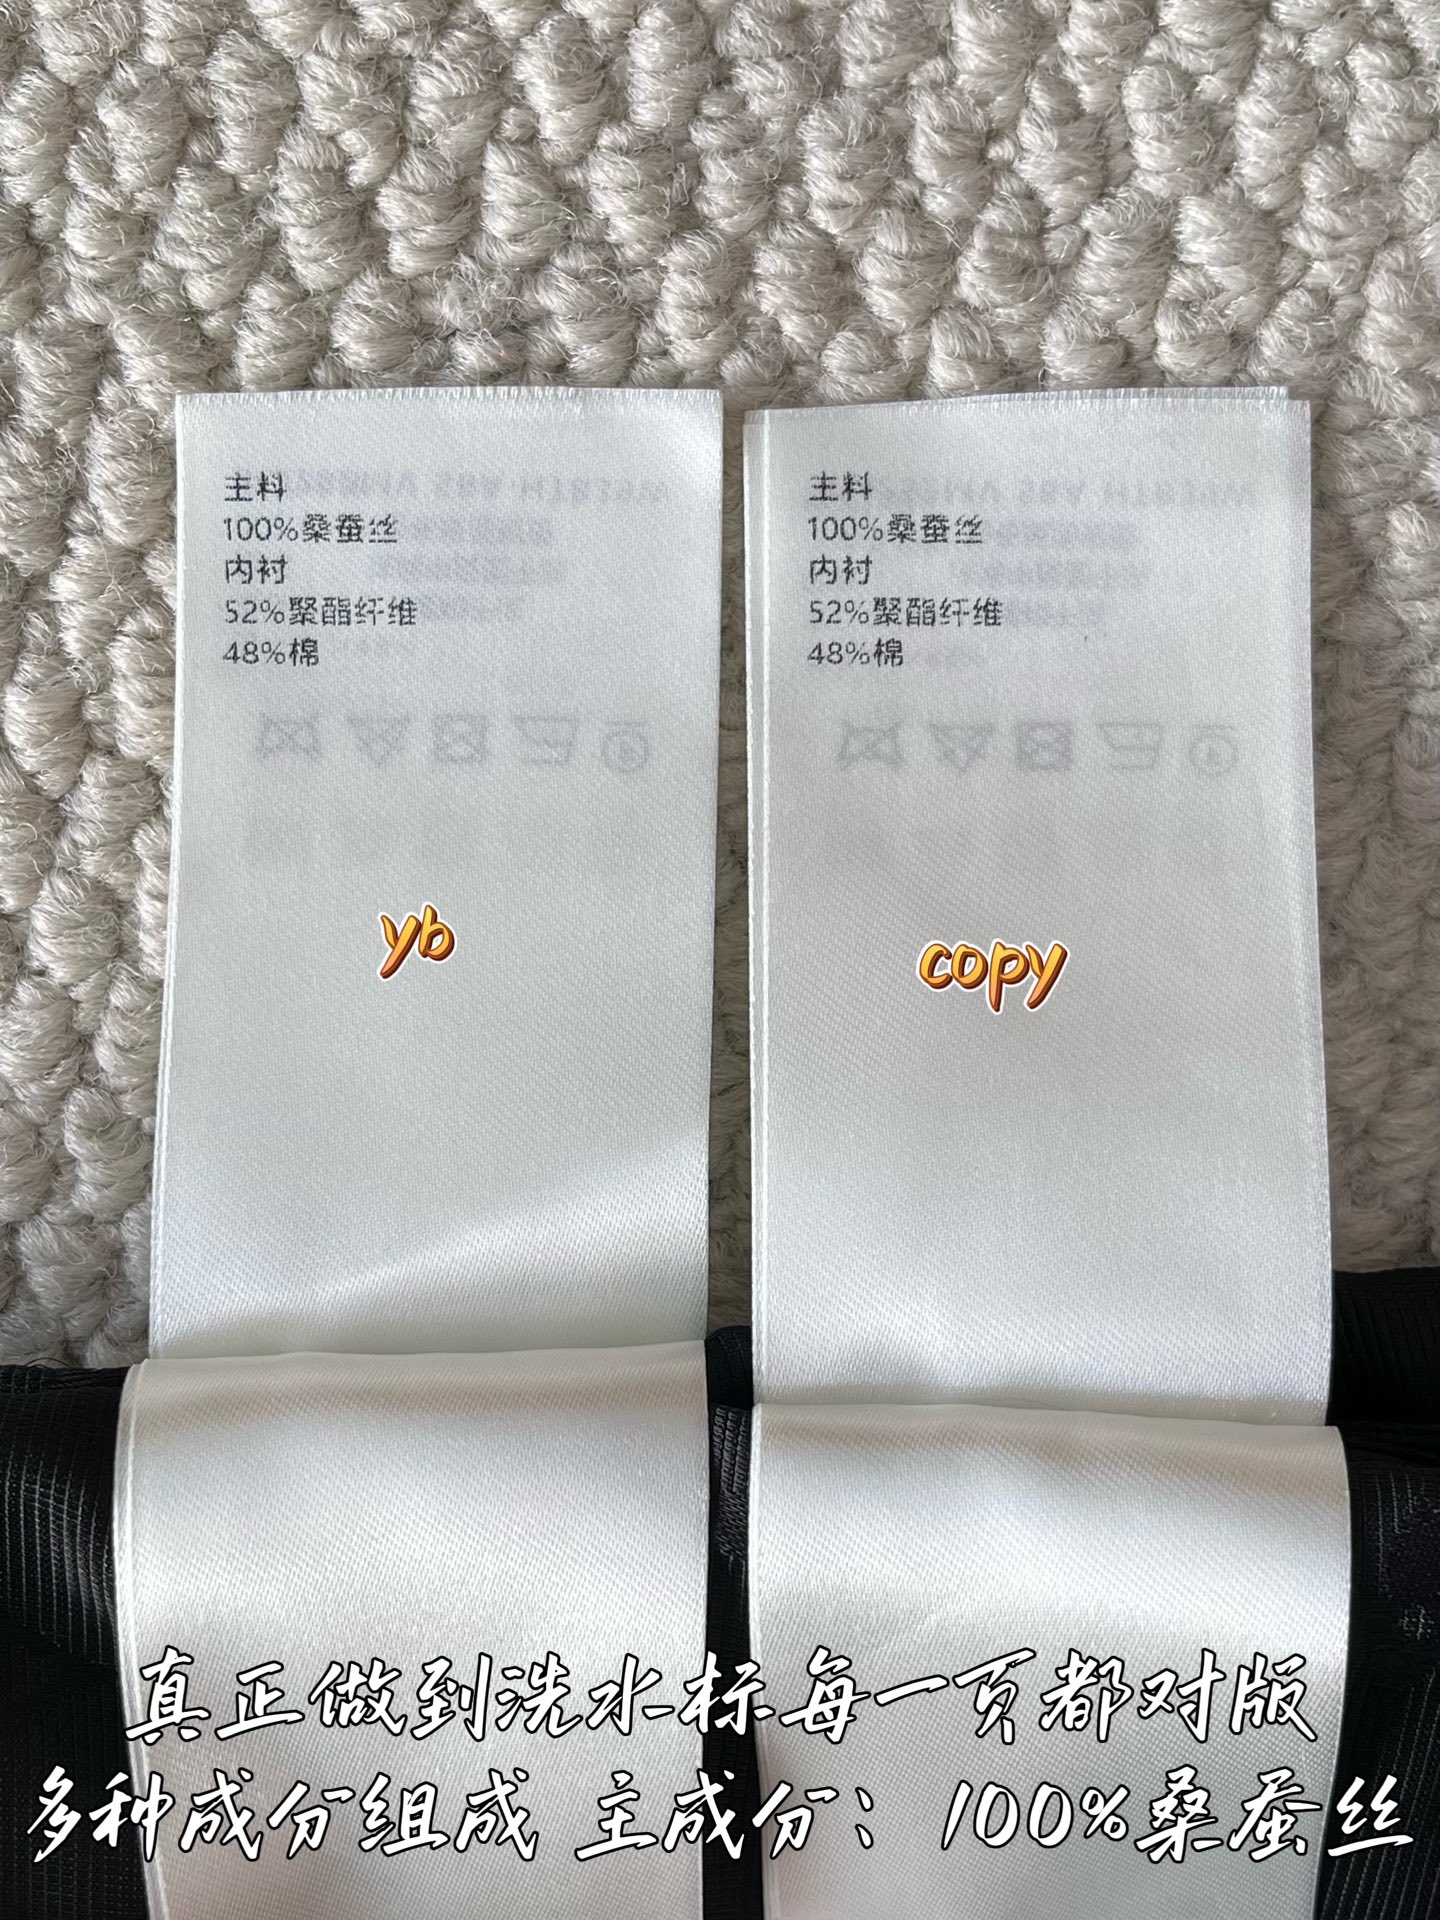 主料
100%桑蚕丝
内衬
52%聚酯纤维
48%棉
主料
100%桑蚕丝
内衬
52%聚酯纤维
48%棉
yb
copy
真正做到洗水标每一页都对版
多种成分组成 主成分：100%桑蚕丝